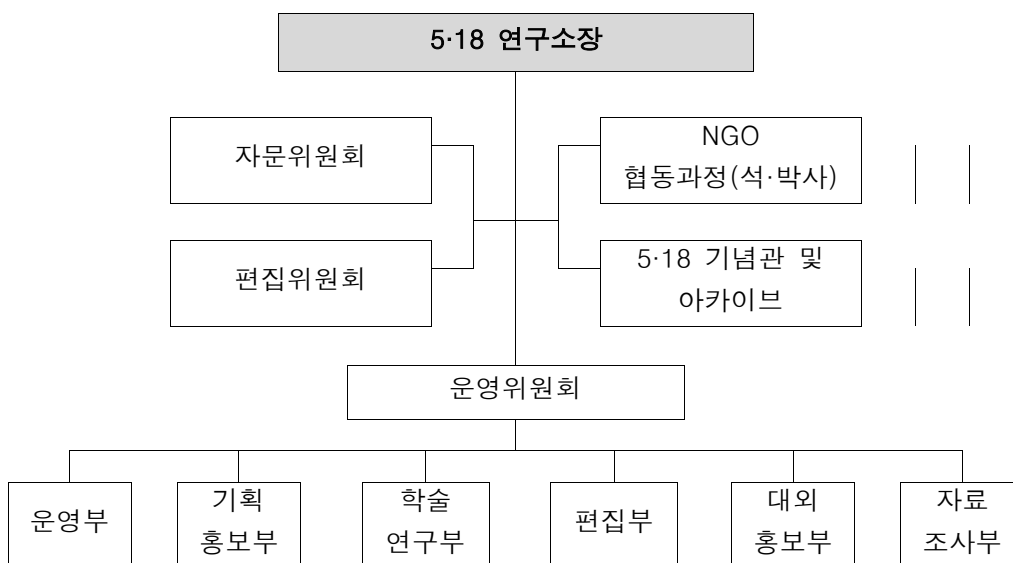 5·18 연구소장
자문위원회
NGO
협동과정(석·박사)
편집위원회
5·18 기념관 및
아카이브
운영위원회
운영부
기획
홍보부
학술
연구부
편집부
대외
홍보부
자료
조사부